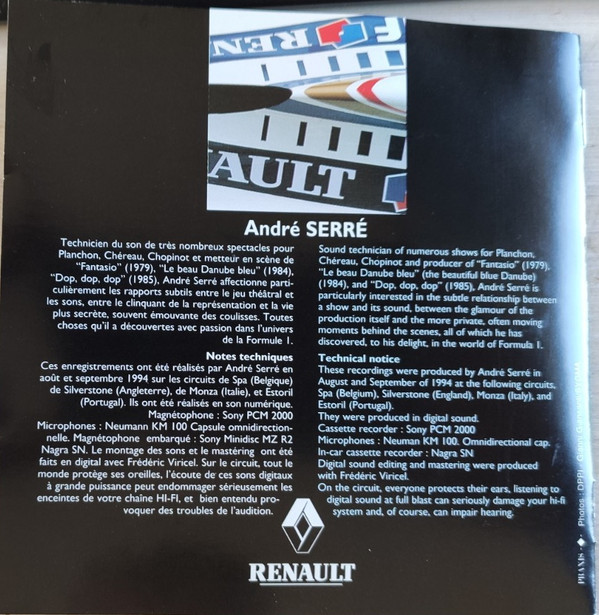 F REN
AULT
André SERRÉ
Technicien du son de très nombreux spectacles pour
Planchon, Chéreau, Chopinot et metteur en scène de
"Fantasio" (1979), "Le beau Danube bleu" (1984),
"Dop, dop, dop" (1985), André Serré affectionne parti-
culièrement les rapports subtils entre le jeu théâtral et
les sons, entre le clinquant de la représentation et la vie
plus secrète, souvent émouvante des coulisses. Toutes
choses qu'il a découvertes avec passion dans l'univers
de la Formule 1.
Notes techniques
Ces enregistrements ont été réalisés par André Serré en
août et septembre 1994 sur les circuits de Spa (Belgique)
de Silverstone (Angleterre), de Monza (Italie), et Estoril
(Portugal). Ils ont été réalisés en son numérique.
Magnétophone : Sony PCM 2000
Microphones : Neumann KM 100 Capsule omnidirection-
nelle. Magnétophone embarqué : Sony Minidisc MZ R2
Nagra SN. Le montage des sons et le mastéring ont été
faits en digital avec Frédéric Viricel. Sur le circuit, tout le
monde protège ses oreilles, l'écoute de ces sons digitaux
à grande puissance peut endommager sérieusement les
enceintes de votre chaîne HI-FI, et bien entendu pro-
voquer des troubles de l'audition.
Sound technician of numerous shows for Planchon,
Chéreau, Chopinot and producer of "Fantasio" (1979),
"Le beau Danube bleu" (the beautiful blue Danube)
(1984), and "Dop, dop, dop" (1985), André Serré is
particularly interested in the subtle relationship between
a show and its sound, between the glamour of the
production itself and the more private, often moving
moments behind the scenes, all of which he has
discovered, to his delight, in the world of Formula 1.
Technical notice
These recordings were produced by André Serré in
August and September of 1994 at the following circuits,
Spa (Belgium), Silverstone (England), Monza (Italy), and
Estoril (Portugal).
They were produced in digital sound.
Cassette recorder : Sony PCM 2000
Microphones : Neuman KM 100. Omnidirectional cap.
In-car cassette recorder : Nagra SN
Digital sound editing and mastering were produced
with Frédéric Viricel.
On the circuit, everyone protects their ears, listening to
digital sound at full blast can seriously damage your hi-fi
system and, of course, can impair hearing.
RENAULT
PRAXIS Photos : DPPI